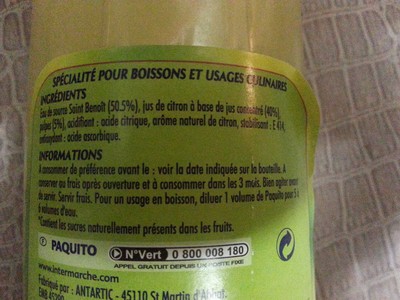 SPÉCIALITÉ POUR BOISSONS ET USAGES CULINAIRES
INGRÉDIENTS
Eau de source Saint Benoît (50.5%), jus de citron à base de jus concentré (40%),
pulpes (5%), acidifiant : acide citrique, arôme naturel de citron, stabilisant : E 414,
antioxydant : acide ascorbique.
INFORMATIONS
A consommer de préférence avant le : voir la date indiquée sur la bouteille. A
conserver au frais après ouverture et à consommer dans les 3 mois. Bien agiter avant
de servir. Servir frais. Pour un usage en boisson, diluer 1 volume de Paquito pour 5 à
6 volumes d'eau.
*Contient les sucres naturellement présents dans les fruits.
PAQUITO N°Vert 0 800 008 180
APPEL GRATUIT DEPUIS UN POSTE FIXE
www.intermarche.com
Fabriqué par : ANTARTIC - 45110 St Martin d'Abbat.
EMB 45290